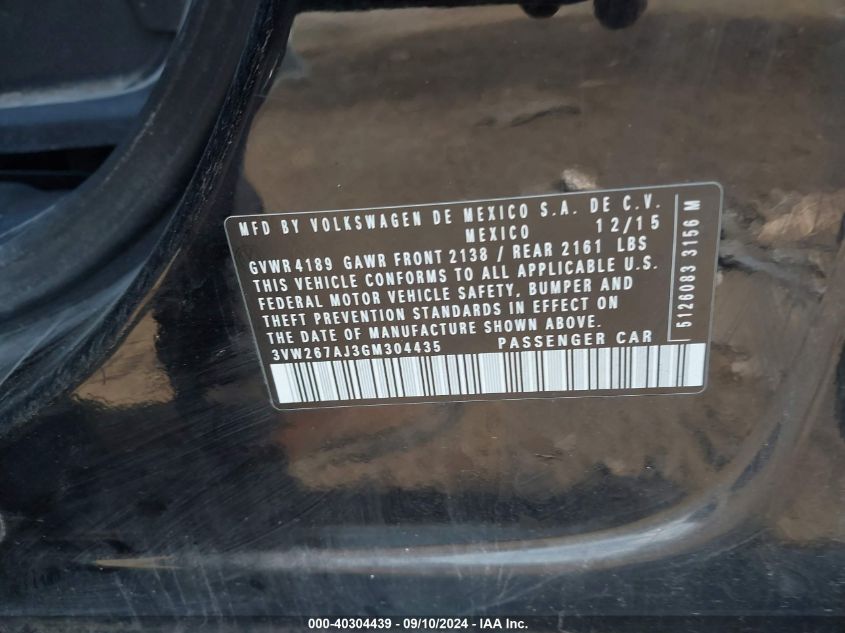 MFD BY VOLKSWAGEN DE MEXICO S.A. DE C.V.
MEXICO 12/15
GVWR 4189 GAWR FRONT 2138 / REAR 2161 LBS
THIS VEHICLE CONFORMS TO ALL APPLICABLE U.S.
FEDERAL MOTOR VEHICLE SAFETY, BUMPER AND
THEFT PREVENTION STANDARDS IN EFFECT ON
THE DATE OF MANUFACTURE SHOWN ABOVE.
3VW267AJ3GM304435 PASSENGER CAR
5126083 3156 M
000-40304439 - 09/10/2024 - IAA Inc.